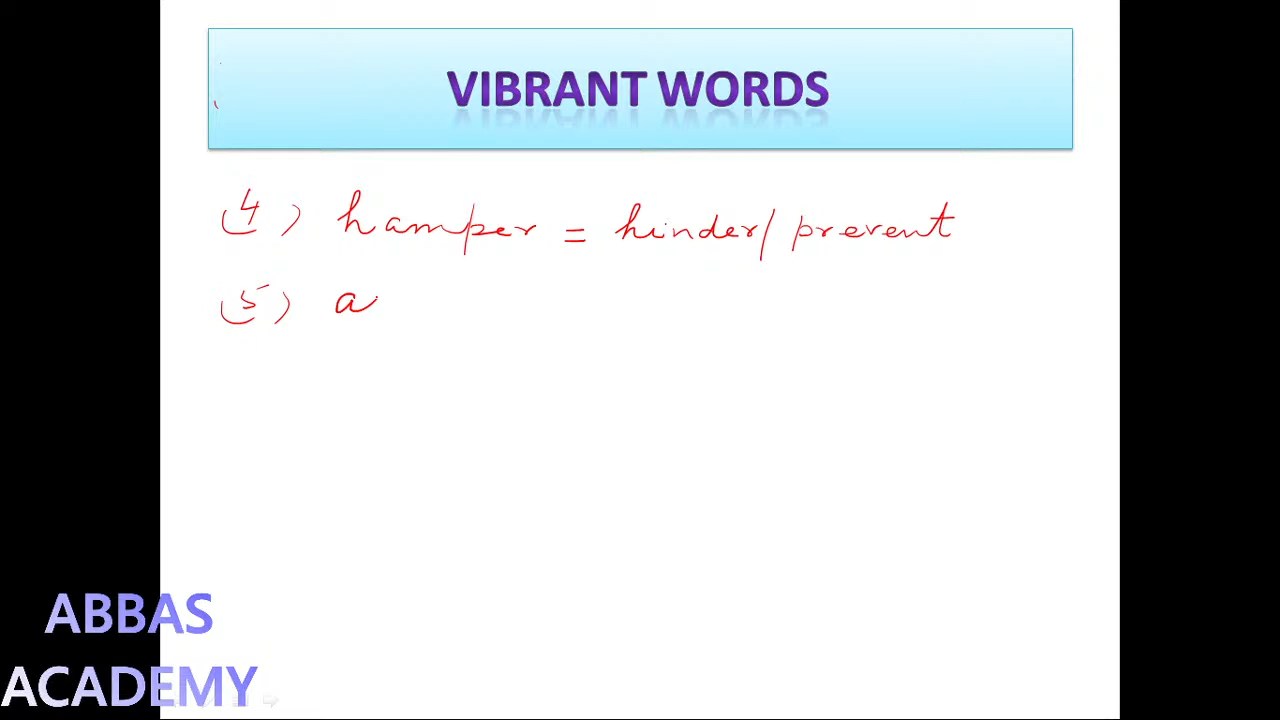 VIBRANT WORDS
(4) hamper = hinder/prevent
(5) a
ABBAS
ACADEMY